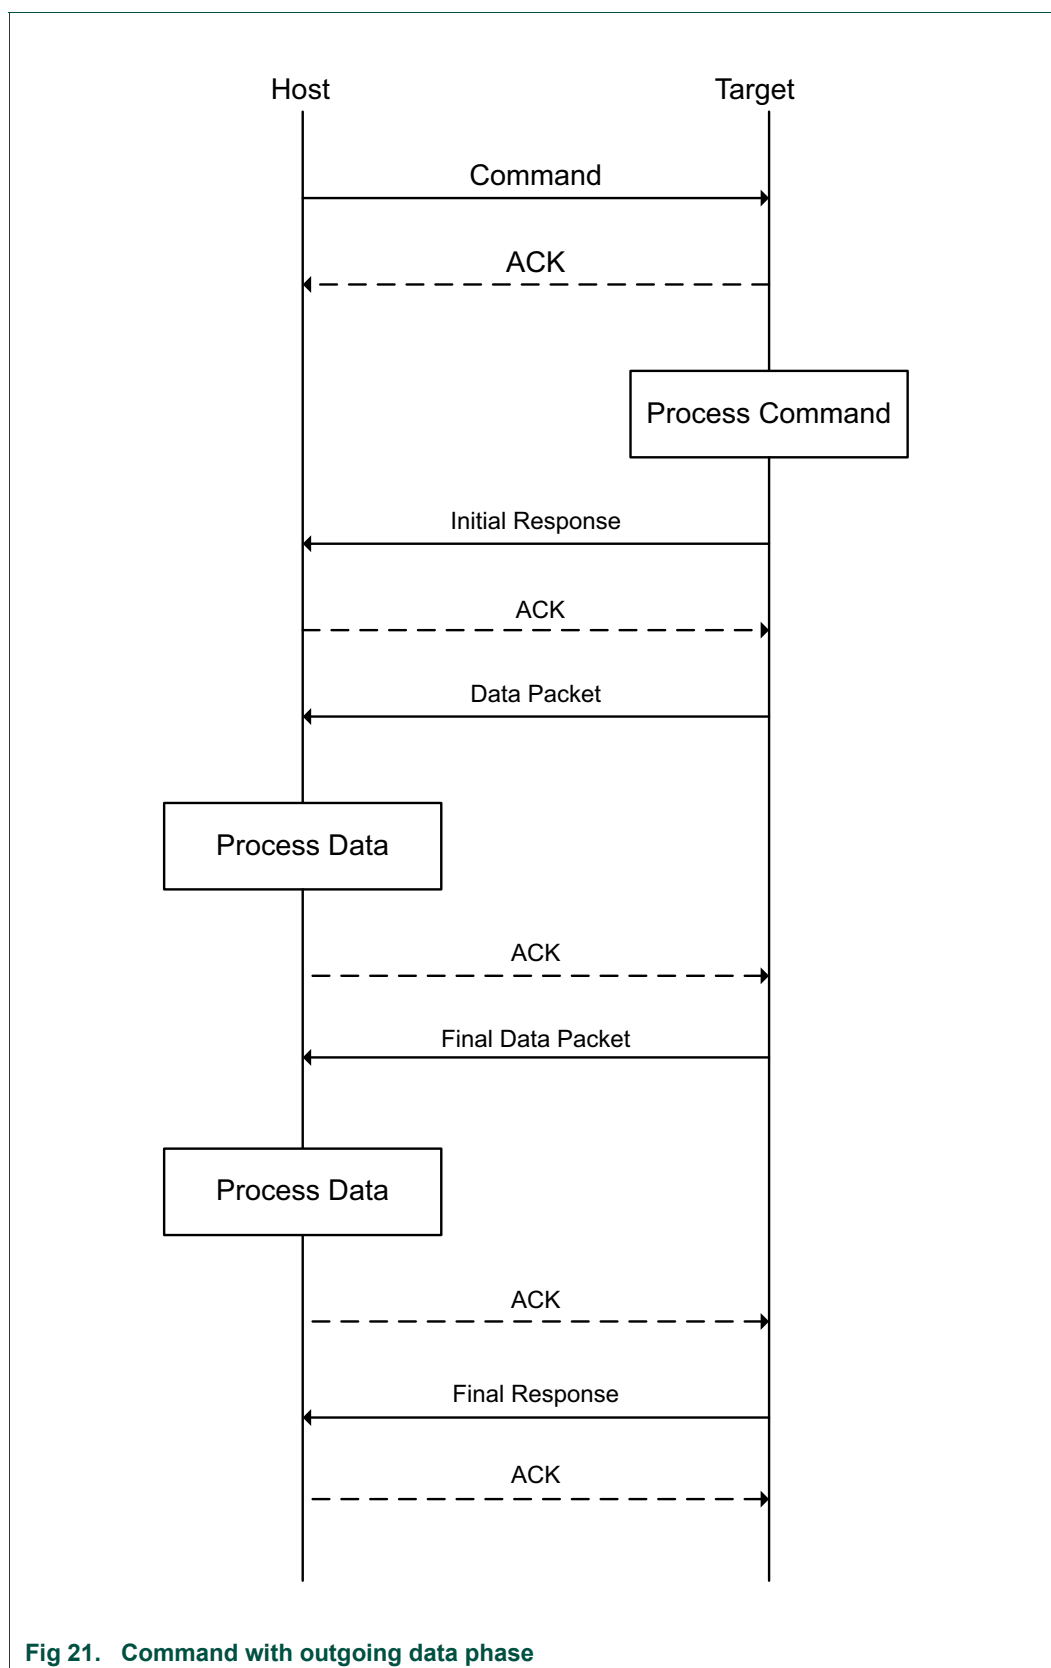 Host
Target
Command
ACK
Process Command
Initial Response
ACK
Data Packet
Process Data
ACK
Final Data Packet
Process Data
ACK
Final Response
ACK
Fig 21. Command with outgoing data phase